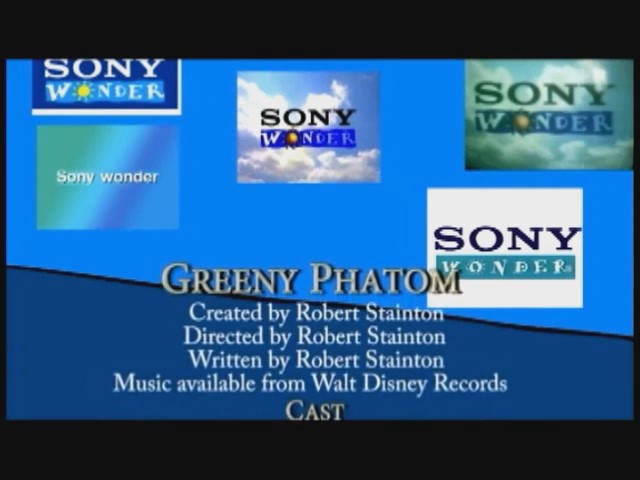 SONY
WONDER
SONY
WONDER
SONY
WONDER
Sony wonder
SONY
WONDER
GREENY PHATOM
Created by Robert Stainton
Directed by Robert Stainton
Written by Robert Stainton
Music available from Walt Disney Records
CAST